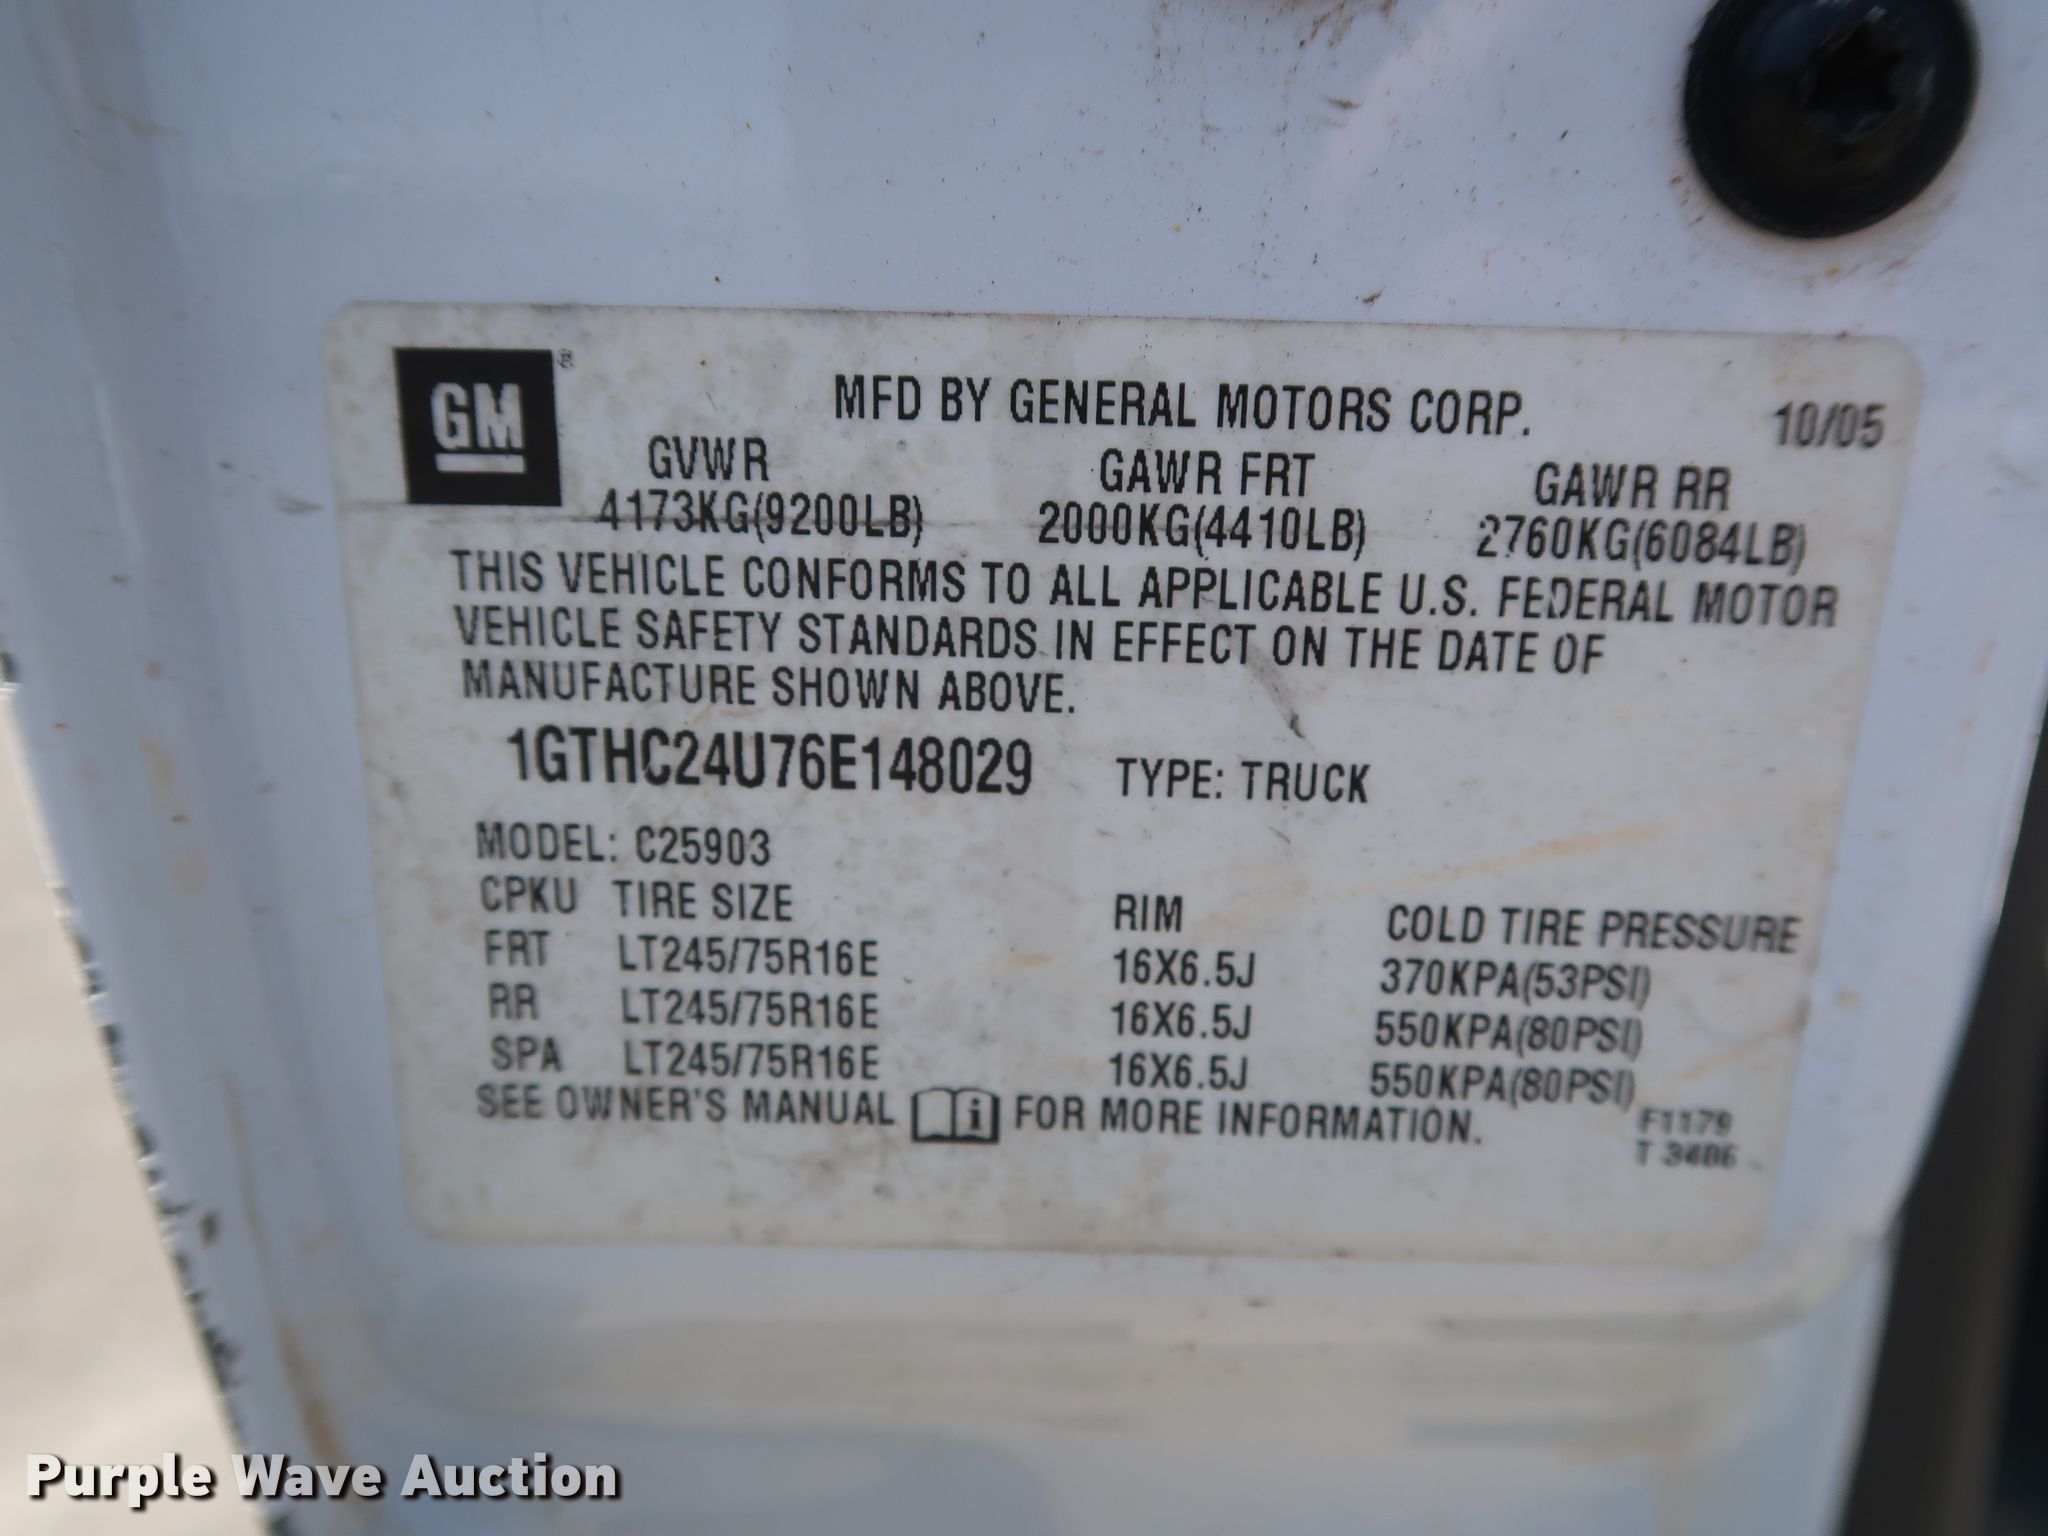 GM ®
MFD BY GENERAL MOTORS CORP. 10/05
GVWR GAWR FRT GAWR RR
4173KG(9200LB) 2000KG(4410LB) 2760KG(6084LB)
THIS VEHICLE CONFORMS TO ALL APPLICABLE U.S. FEDERAL MOTOR
VEHICLE SAFETY STANDARDS IN EFFECT ON THE DATE OF
MANUFACTURE SHOWN ABOVE.
1GTHC24U76E148029 TYPE: TRUCK
MODEL: C25903
CPKU TIRE SIZE RIM COLD TIRE PRESSURE
FRT LT245/75R16E 16X6.5J 370KPA(53PSI)
RR LT245/75R16E 16X6.5J 550KPA(80PSI)
SPA LT245/75R16E 16X6.5J 550KPA(80PSI)
SEE OWNER'S MANUAL i FOR MORE INFORMATION.
F1179
T 3406
Purple Wave Auction